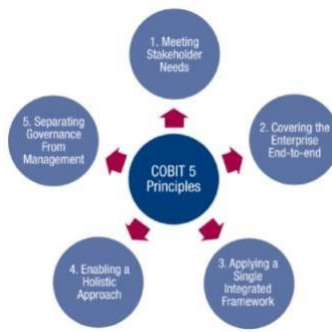 1. Meeting
Stakeholder
Needs
5. Separating
Governance
From
Management
2. Covering the
Enterprise
End-to-end
COBIT 5
Principles
4. Enabling a
Holistic
Approach
3. Applying a
Single
Integrated
Framework